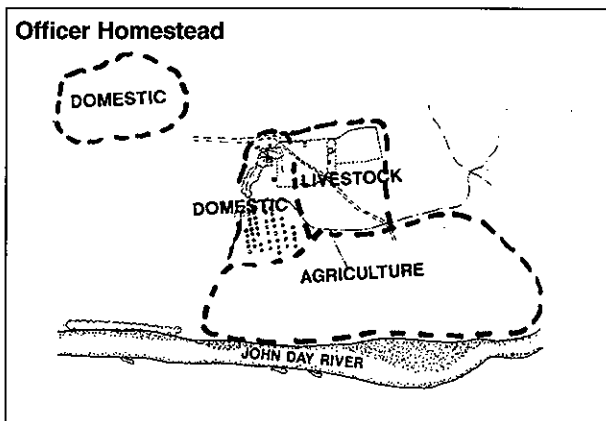 Officer Homestead
DOMESTIC
LIVESTOCK
DOMESTIC
AGRICULTURE
JOHN DAY RIVER